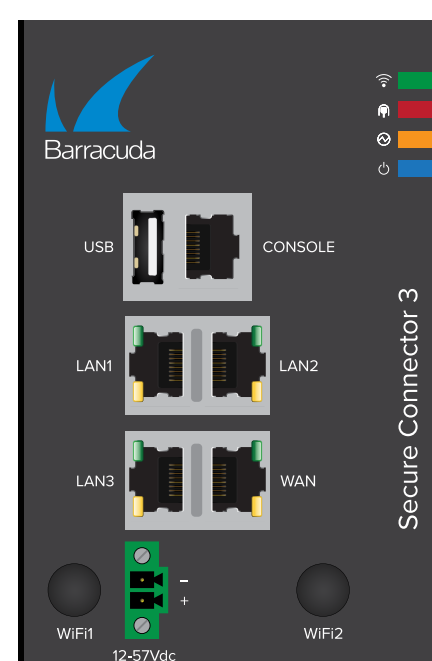 Barracuda
USB
CONSOLE
LAN1
LAN2
LAN3
WAN
Secure Connector 3
-
+
WiFi1
WiFi2
12-57Vdc